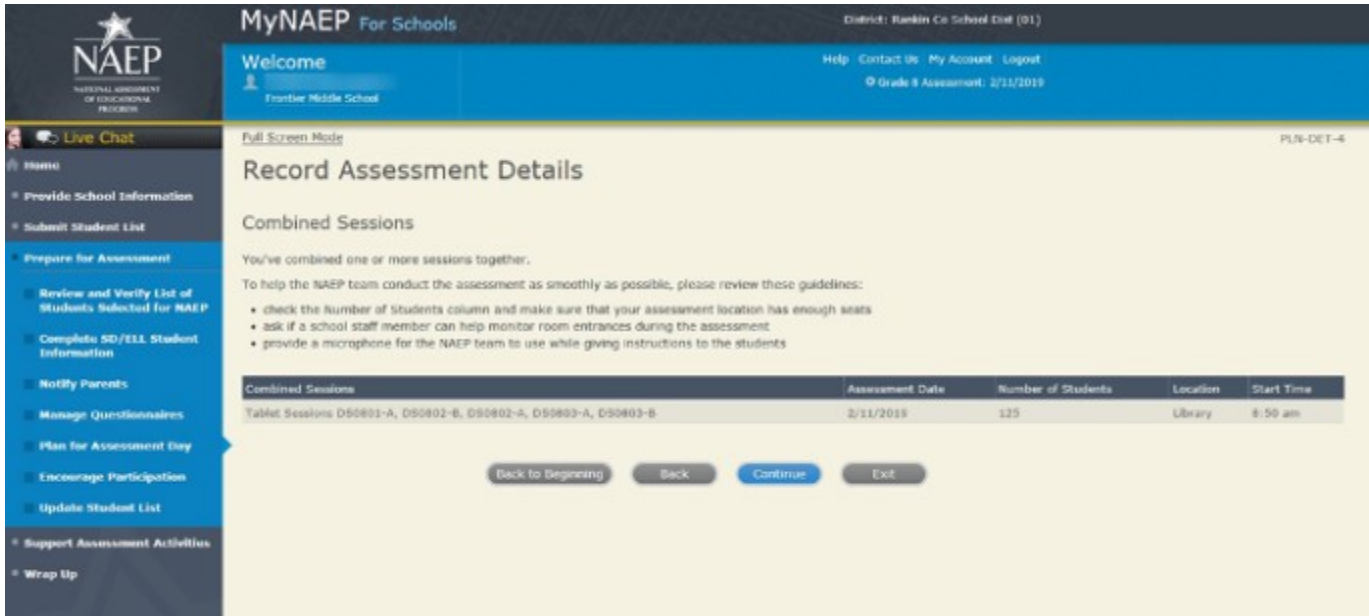 MyNAEP For Schools
District: Rankin Co School Dist (01)
NAEP
NATIONAL ASSESSMENT
OF EDUCATIONAL
PROGRESS
Welcome
Frontier Middle School
Help Contact Us My Account Logout
Grade 8 Assessment: 2/11/2019
Live Chat
Home
Provide School Information
Submit Student List
Prepare for Assessment
Review and Verify List of
Students Selected for NAEP
Complete SD/ELL Student
Information
Notify Parents
Manage Questionnaires
Plan for Assessment Day
Encourage Participation
Update Student List
Support Assessment Activities
Wrap Up
Full Screen Mode
PLN-DET-4
Record Assessment Details
Combined Sessions
You've combined one or more sessions together.
To help the NAEP team conduct the assessment as smoothly as possible, please review these guidelines:
• check the Number of Students column and make sure that your assessment location has enough seats
• ask if a school staff member can help monitor room entrances during the assessment
• provide a microphone for the NAEP team to use while giving instructions to the students
Combined Sessions Assessment Date Number of Students Location Start Time
Tablet Sessions DS0801-A, DS0802-B, DS0802-A, DS0803-A, DS0803-B 2/11/2019 125 Library 8:50 am
Back to Beginning Back Continue Exit